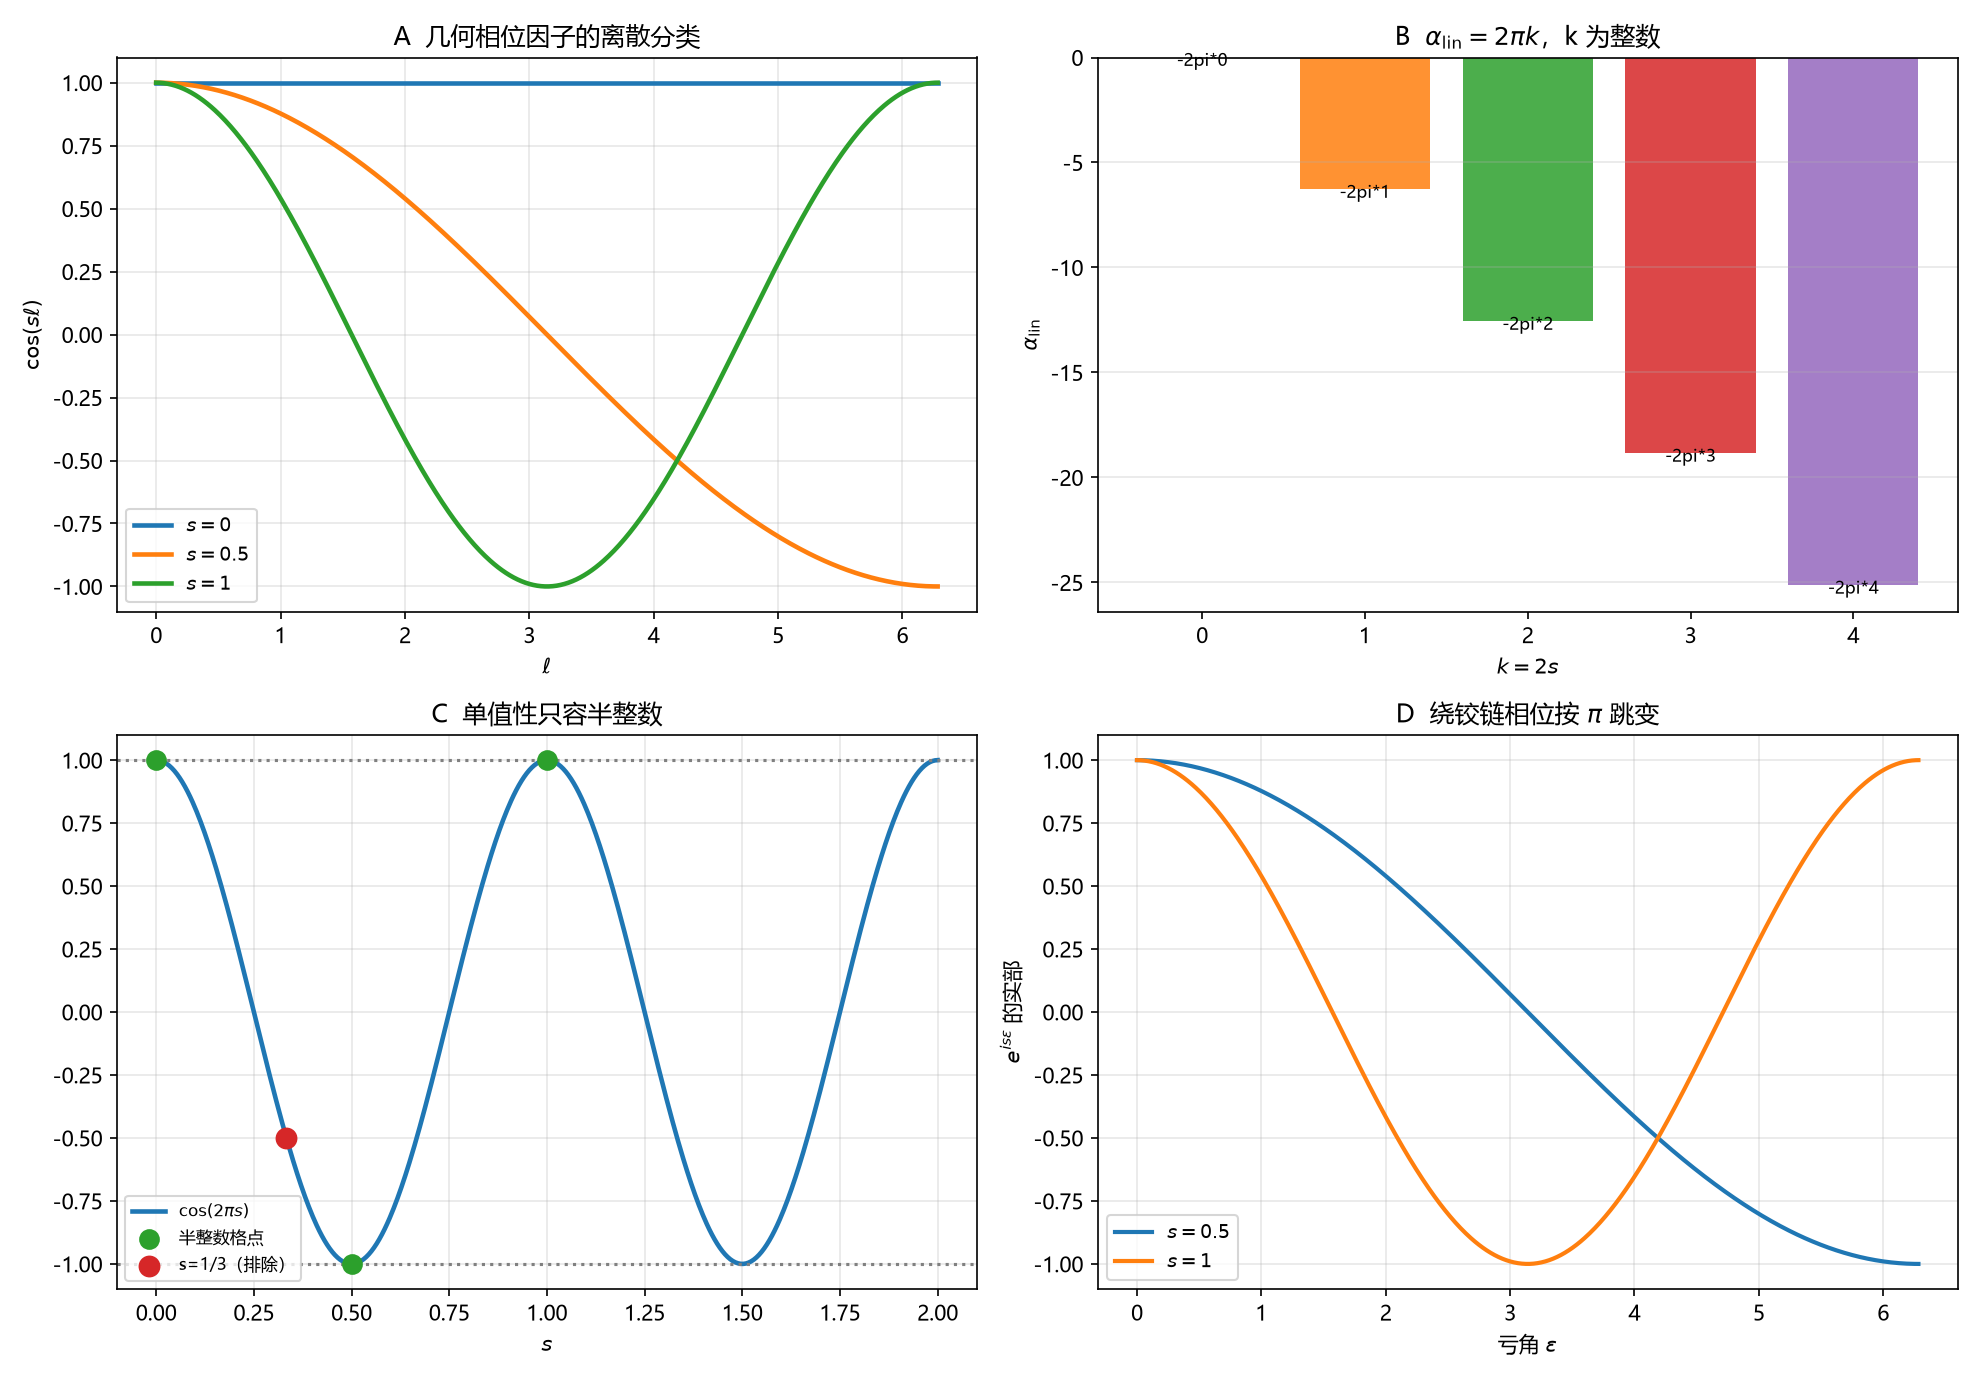 A 几何相位因子的离散分类
cos(sℓ)
1.00
0.75
0.50
0.25
0.00
-0.25
-0.50
-0.75
-1.00
s = 0
s = 0.5
s = 1
0 1 2 3 4 5 6
ℓ
B α_lin = 2πk，k 为整数
α_lin
0
-5
-10
-15
-20
-25
-2pi*0
-2pi*1
-2pi*2
-2pi*3
-2pi*4
0 1 2 3 4
k = 2s
C 单值性只容半整数
1.00
0.75
0.50
0.25
0.00
-0.25
-0.50
-0.75
-1.00
cos(2πs)
半整数格点
s=1/3（排除）
0.00 0.25 0.50 0.75 1.00 1.25 1.50 1.75 2.00
s
D 绕铰链相位按 π 跳变
e^{isε} 的实部
1.00
0.75
0.50
0.25
0.00
-0.25
-0.50
-0.75
-1.00
s = 0.5
s = 1
0 1 2 3 4 5 6
亏角 ε